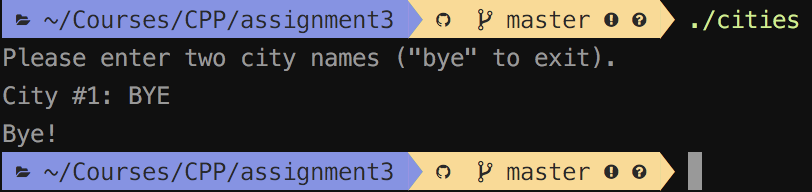 ~/Courses/CPP/assignment3 master ./cities
Please enter two city names ("bye" to exit).
City #1: BYE
Bye!
~/Courses/CPP/assignment3 master